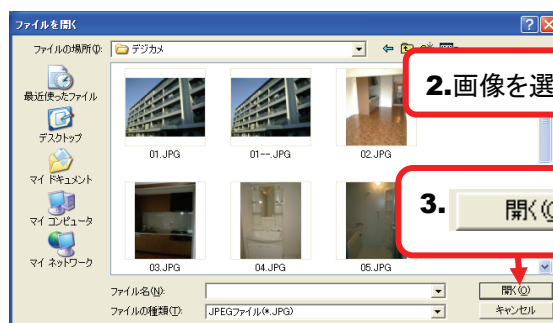 ファイルを開く
ファイルの場所(I):
デジカメ
最近使ったファイル
デスクトップ
マイ ドキュメント
マイ コンピュータ
マイ ネットワーク
01.JPG
01--.JPG
02.JPG
03.JPG
04.JPG
05.JPG
2.画像を選
3.
開く(O
ファイル名(N):
開く(O)
ファイルの種類(T):
JPEGファイル(*.JPG)
キャンセル